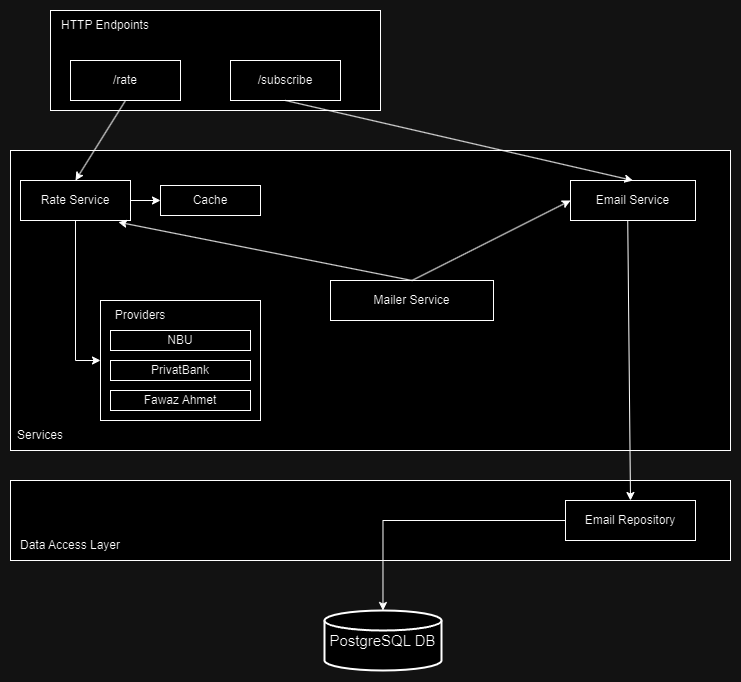 HTTP Endpoints
/rate
/subscribe
Rate Service
Cache
Email Service
Mailer Service
Providers
NBU
PrivatBank
Fawaz Ahmet
Services
Email Repository
Data Access Layer
PostgreSQL DB